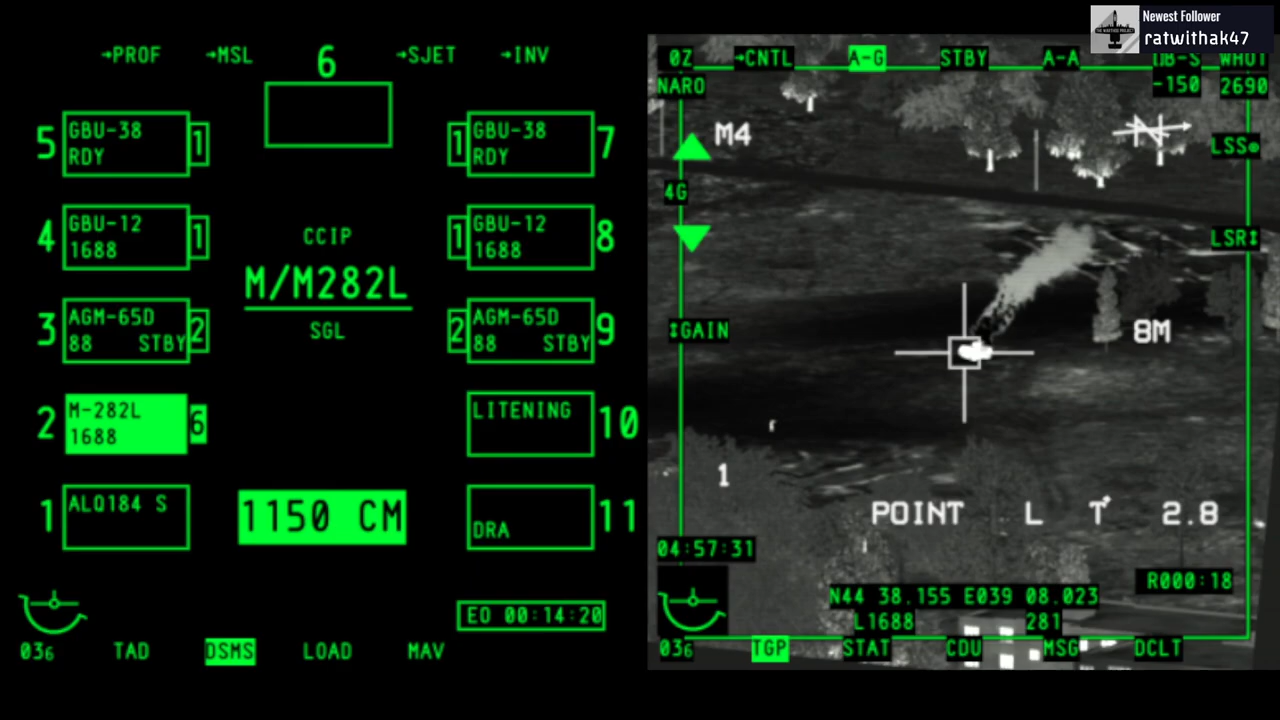 Newest Follower
ratwithak47
→PROF →MSL 6 →SJET →INV
5 GBU-38 1
RDY
1 GBU-38 7
RDY
4 GBU-12 1
1688
1 GBU-12 8
1688
CCIP
M/M282L
SGL
3 AGM-65D 2
88 STBY
2 AGM-65D 9
88 STBY
2 M-282L 6
1688
LITENING 10
1 ALQ184 S
1150 CM
DRA 11
EO 00:14:20
036 TAD DSMS LOAD MAV
0Z →CNTL A-G STBY A-A WHOT
NARO -150 2690
M4 N
LSS
4G
LSR↕
↕GAIN 8M
1
POINT L T 2.8
04:57:31
R000:18
N44 38.155 E039 08.023
L1688 281
036 TGP STAT CDU MSG DCLT